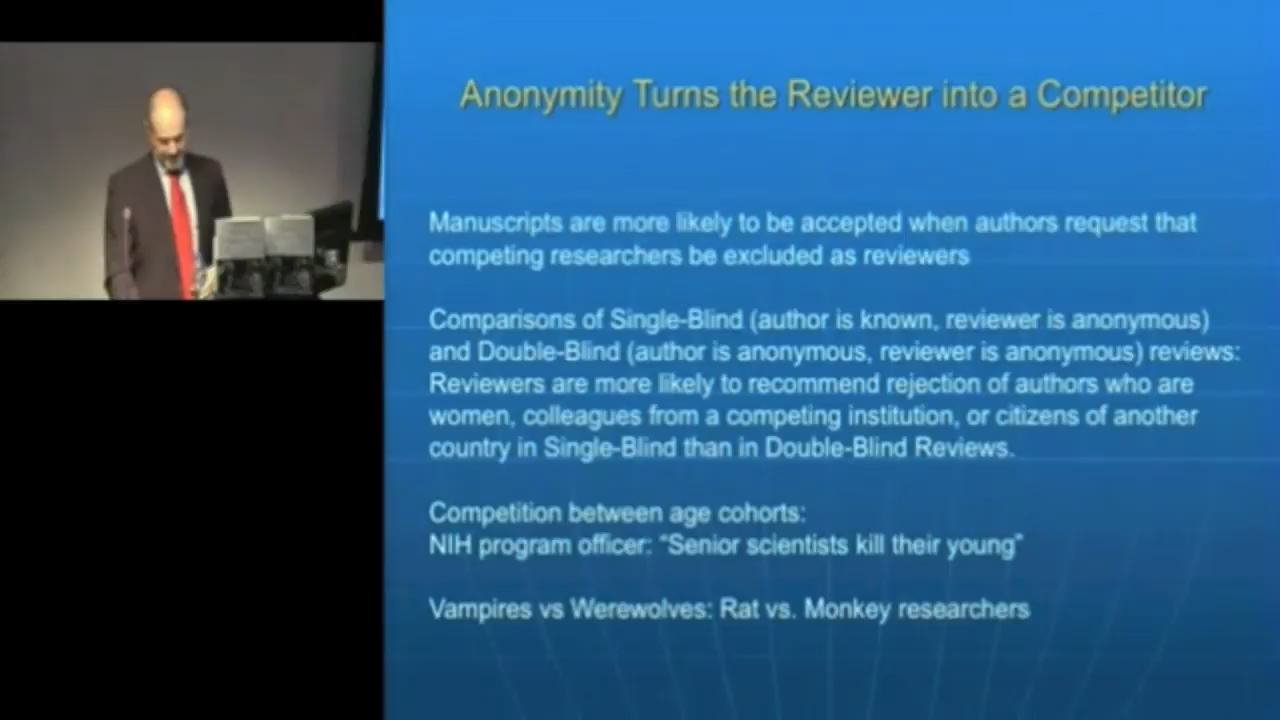 Anonymity Turns the Reviewer into a Competitor
Manuscripts are more likely to be accepted when authors request that
competing researchers be excluded as reviewers
Comparisons of Single-Blind (author is known, reviewer is anonymous)
and Double-Blind (author is anonymous, reviewer is anonymous) reviews:
Reviewers are more likely to recommend rejection of authors who are
women, colleagues from a competing institution, or citizens of another
country in Single-Blind than in Double-Blind Reviews.
Competition between age cohorts:
NIH program officer: “Senior scientists kill their young”
Vampires vs Werewolves: Rat vs. Monkey researchers